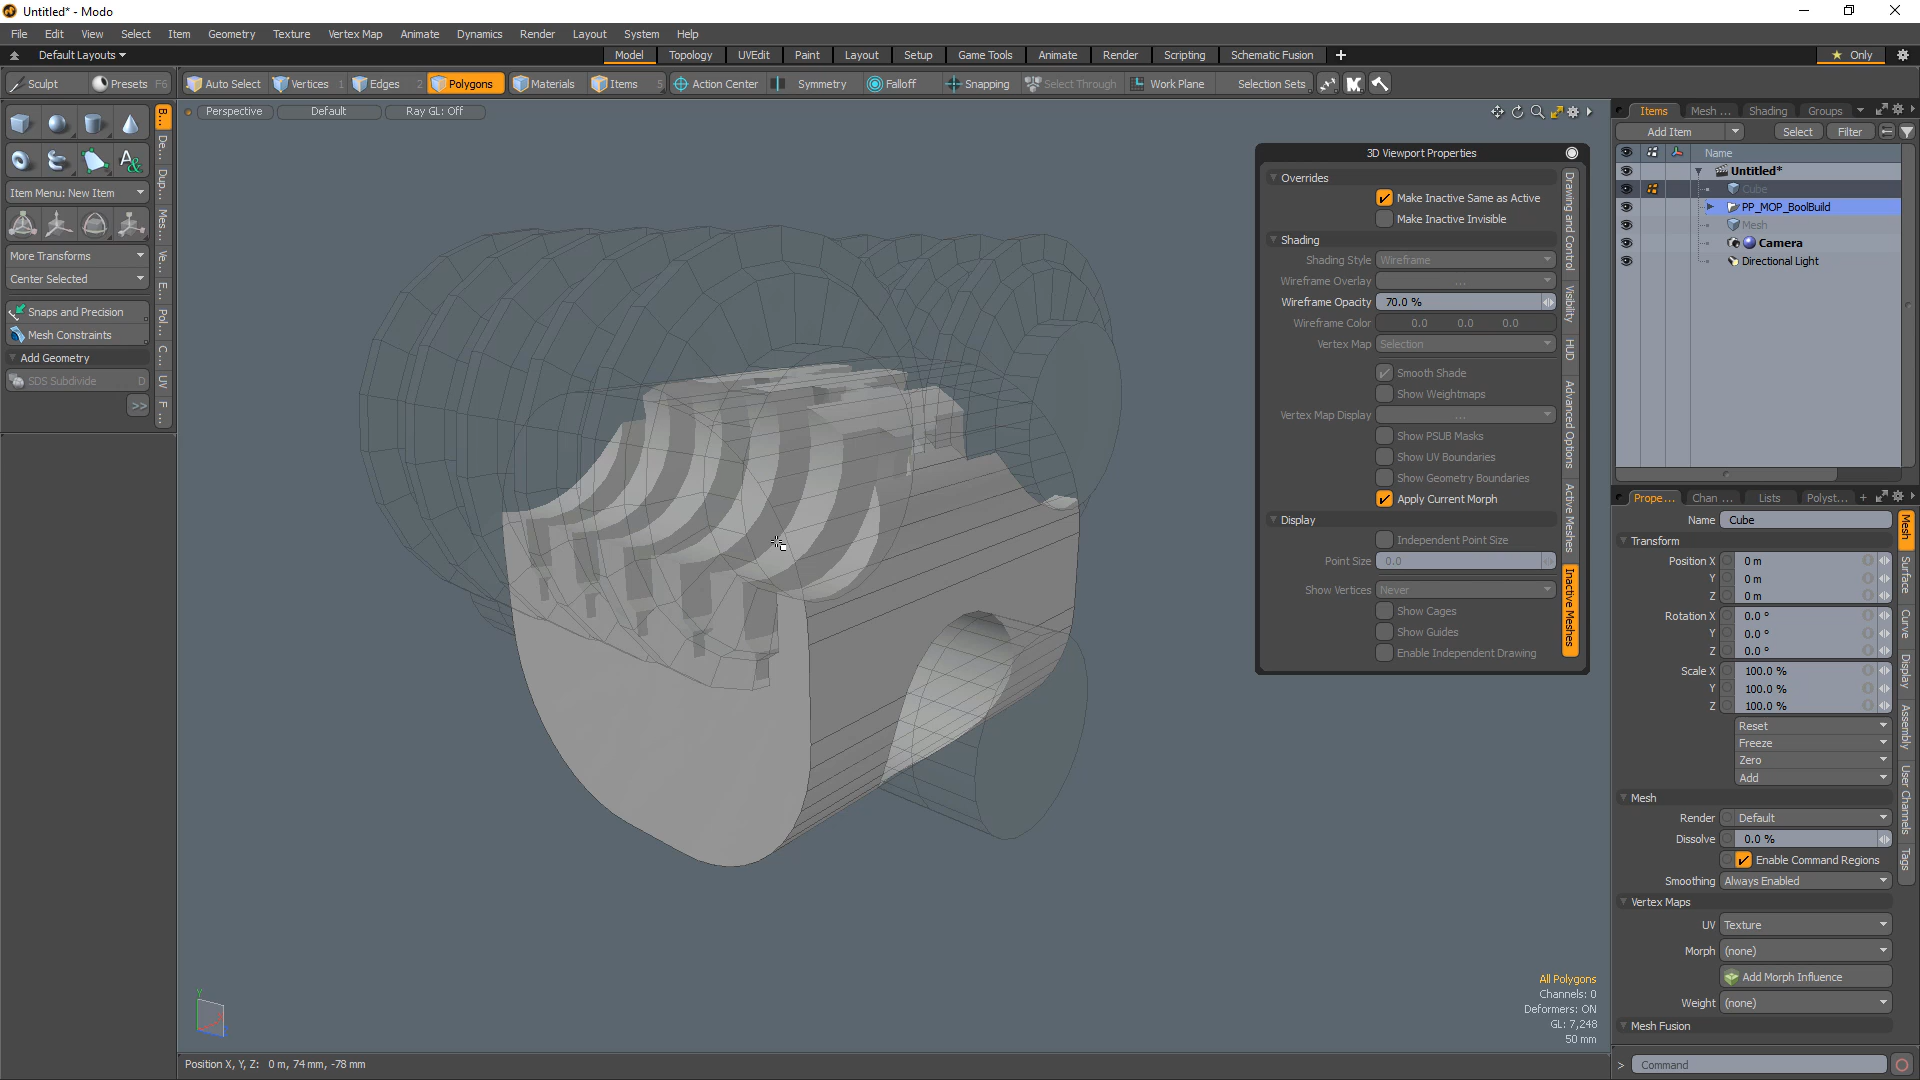 Untitled* - Modo
File Edit View Select Item Geometry Texture Vertex Map Animate Dynamics Render Layout System Help
Default Layouts Model Topology UVEdit Paint Layout Setup Game Tools Animate Render Scripting Schematic Fusion + Only
Sculpt Presets F6 Auto Select Vertices 1 Edges 2 Polygons Materials Items 5 Action Center Symmetry Falloff Snapping Select Through Work Plane Selection Sets
Perspective Default Ray GL: Off
B... De... Dup... Mes... Ve... E... Pol... C... UV F...
Item Menu: New Item
More Transforms
Center Selected
Snaps and Precision
Mesh Constraints
Add Geometry
SDS Subdivide D
>>
3D Viewport Properties
Overrides
Make Inactive Same as Active
Make Inactive Invisible
Shading
Shading Style Wireframe
Wireframe Overlay ...
Wireframe Opacity 70.0 %
Wireframe Color 0.0 0.0 0.0
Vertex Map Selection
Smooth Shade
Show Weightmaps
Vertex Map Display ...
Show PSUB Masks
Show UV Boundaries
Show Geometry Boundaries
Apply Current Morph
Display
Independent Point Size
Point Size 0.0
Show Vertices Never
Show Cages
Show Guides
Enable Independent Drawing
Drawing and Control
Visibility
HUD
Advanced Options
Active Meshes
Inactive Meshes
Items Mesh ... Shading Groups
Add Item Select Filter
Name
Untitled*
Cube
PP_MOP_BoolBuild
Mesh
Camera
Directional Light
Prope... Chan ... Lists Polyst... +
Name Cube
Transform
Position X 0 m
Y 0 m
Z 0 m
Rotation X 0.0 °
Y 0.0 °
Z 0.0 °
Scale X 100.0 %
Y 100.0 %
Z 100.0 %
Reset
Freeze
Zero
Add
Mesh
Render Default
Dissolve 0.0 %
Enable Command Regions
Smoothing Always Enabled
Vertex Maps
UV Texture
Morph (none)
Add Morph Influence
Weight (none)
Mesh Fusion
Mesh
Surface
Curve
Display
Assembly
User Channels
Tags
All Polygons
Channels: 0
Deformers: ON
GL: 7,248
50 mm
Y
Position X, Y, Z: 0 m, 74 mm, -78 mm
> Command